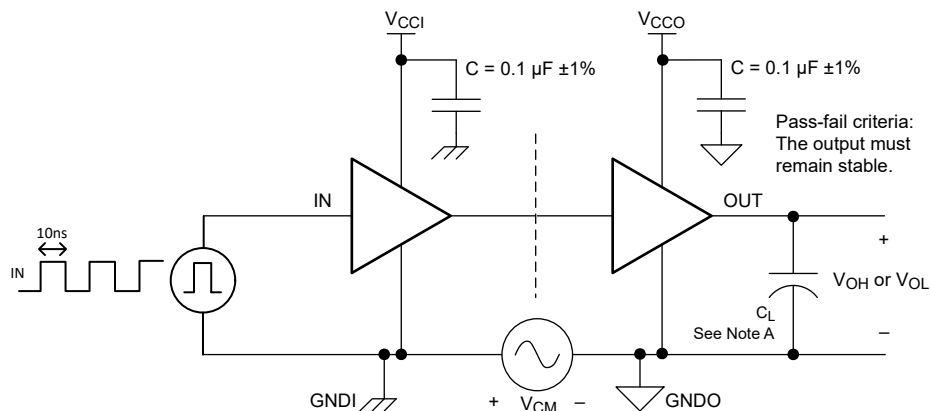 VCCI
VCCO
C = 0.1 µF ±1%
C = 0.1 µF ±1%
Pass-fail criteria:
The output must
remain stable.
IN
OUT
10ns
IN
+
VOH or VOL
CL
See Note A
–
GNDI
+ VCM –
GNDO